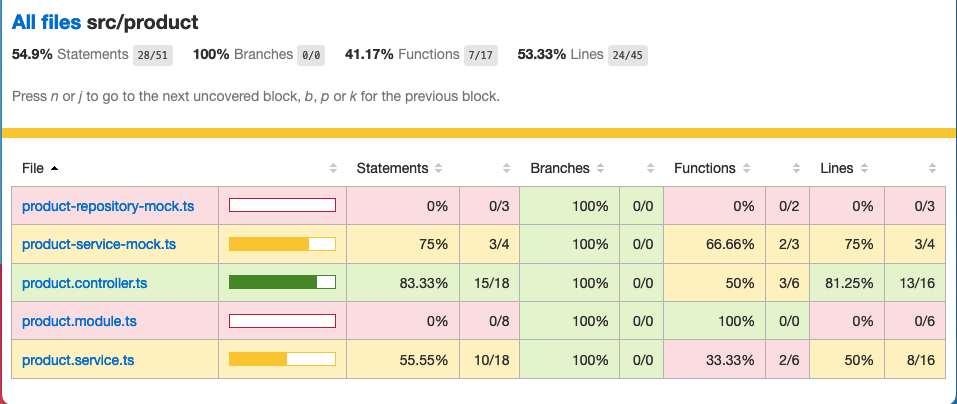 All files src/product
54.9% Statements 28/51 100% Branches 0/0 41.17% Functions 7/17 53.33% Lines 24/45
Press n or j to go to the next uncovered block, b, p or k for the previous block.
File Statements Branches Functions Lines
product-repository-mock.ts 0% 0/3 100% 0/0 0% 0/2 0% 0/3
product-service-mock.ts 75% 3/4 100% 0/0 66.66% 2/3 75% 3/4
product.controller.ts 83.33% 15/18 100% 0/0 50% 3/6 81.25% 13/16
product.module.ts 0% 0/8 100% 0/0 100% 0/0 0% 0/6
product.service.ts 55.55% 10/18 100% 0/0 33.33% 2/6 50% 8/16